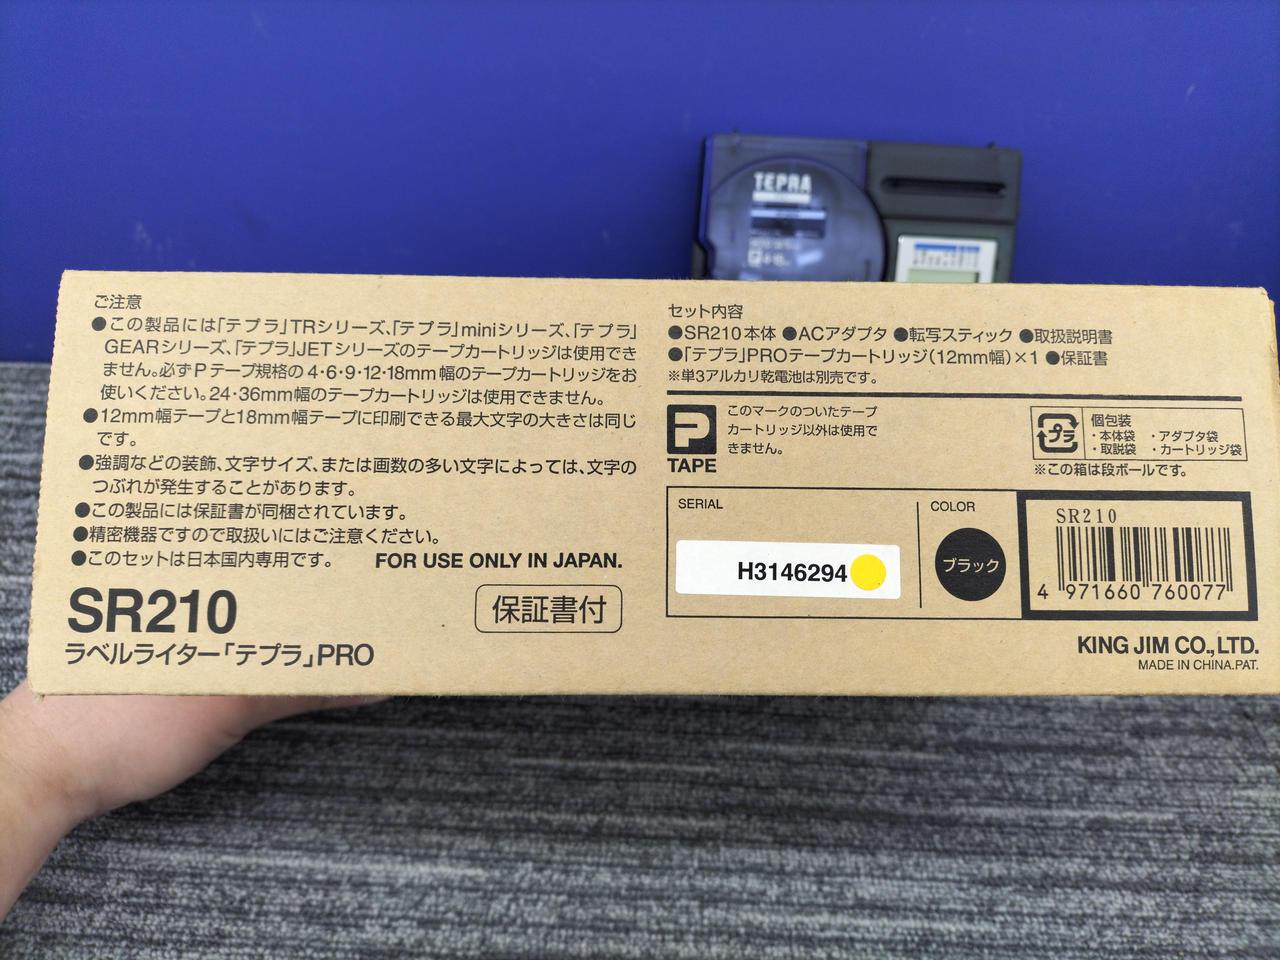 TEPRA
ご注意
●この製品には「テプラ」TRシリーズ、「テプラ」miniシリーズ、「テプラ」
GEARシリーズ、「テプラ」JETシリーズのテープカートリッジは使用でき
ません。必ずPテープ規格の4・6・9・12・18mm幅のテープカートリッジをお
使いください。24・36mm幅のテープカートリッジは使用できません。
●12mm幅テープと18mm幅テープに印刷できる最大文字の大きさは同じ
です。
●強調などの装飾、文字サイズ、または画数の多い文字によっては、文字の
つぶれが発生することがあります。
●この製品には保証書が同梱されています。
●精密機器ですので取扱いにはご注意ください。
●このセットは日本国内専用です。 FOR USE ONLY IN JAPAN.
SR210
保証書付
ラベルライター「テプラ」PRO
セット内容
●SR210本体 ●ACアダプタ ●転写スティック ●取扱説明書
●「テプラ」PROテープカートリッジ(12mm幅)×1 ●保証書
※単3アルカリ乾電池は別売です。
P
TAPE
このマークのついたテープ
カートリッジ以外は使用で
きません。
プラ
個包装
・本体袋 ・アダプタ袋
・取説袋 ・カートリッジ袋
※この箱は段ボールです。
SERIAL
H3146294
COLOR
ブラック
SR210
4 971660 760077
KING JIM CO.,LTD.
MADE IN CHINA.PAT.